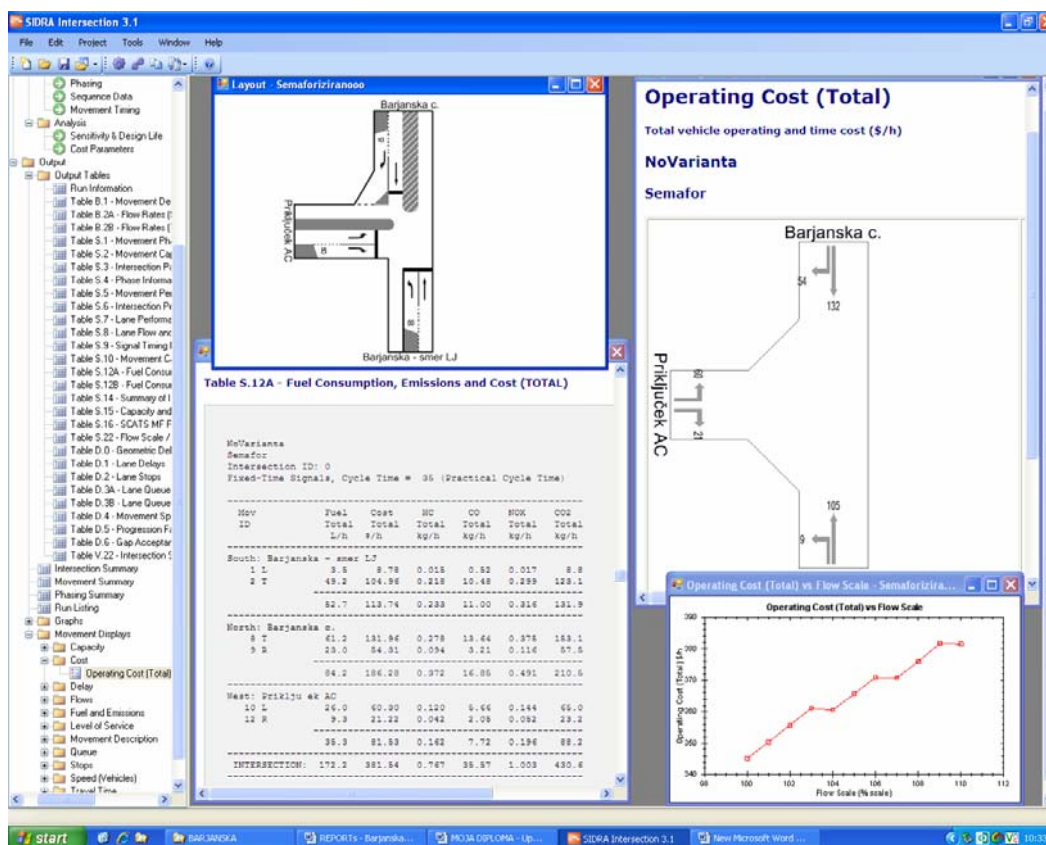 SIDRA Intersection 3.1
File Edit Project Tools Window Help
Phasing
Sequence Data
Movement Timing
Analysis
Sensitivity & Design Life
Cost Parameters
Output
Output Tables
Run Information
Table B.1 - Movement De
Table B.2A - Flow Rates (
Table B.2B - Flow Rates (
Table S.1 - Movement Ph
Table S.2 - Movement Cap
Table S.3 - Intersection P
Table S.4 - Phase Informa
Table S.5 - Movement Per
Table S.6 - Intersection Pe
Table S.7 - Lane Performa
Table S.8 - Lane Flow and
Table S.9 - Signal Timing
Table S.10 - Movement C
Table S.12A - Fuel Consu
Table S.12B - Fuel Consu
Table S.14 - Summary of I
Table S.15 - Capacity and
Table S.16 - SCATS MF F
Table S.22 - Flow Scale /
Table D.0 - Geometric Del
Table D.1 - Lane Delays
Table D.2 - Lane Stops
Table D.3A - Lane Queue
Table D.3B - Lane Queue
Table D.4 - Movement Sp
Table D.5 - Progression Fa
Table D.6 - Gap Acceptar
Table V.22 - Intersection S
Intersection Summary
Movement Summary
Phasing Summary
Run Listing
Graphs
Movement Displays
Capacity
Cost
Operating Cost (Total)
Delay
Flows
Fuel and Emissions
Level of Service
Movement Description
Queue
Stops
Speed (Vehicles)
Travel Time
Layout - Semaforiziranooo
Barjanska c.
Priključek AC
Barjanska - smer LJ
Table S.12A - Fuel Consumption, Emissions and Cost (TOTAL)
NoVarianta
Semafor
Intersection ID: 0
Fixed-Time Signals, Cycle Time = 35 (Practical Cycle Time)
Mov Fuel Cost HC CO NOX CO2
ID Total Total Total Total Total Total
L/h $/h kg/h kg/h kg/h kg/h
South: Barjanska - smer LJ
1 L 3.5 8.78 0.015 0.52 0.017 8.8
2 T 49.2 104.96 0.218 10.48 0.299 123.1
52.7 113.74 0.233 11.00 0.316 131.9
North: Barjanska c.
8 T 61.2 131.96 0.278 13.64 0.375 153.1
9 R 23.0 54.31 0.094 3.21 0.116 57.5
84.2 186.28 0.372 16.85 0.491 210.6
West: Priklju ek AC
10 L 26.0 60.30 0.120 5.66 0.144 65.0
12 R 9.3 21.22 0.042 2.05 0.052 23.2
35.3 81.53 0.162 7.72 0.196 88.2
INTERSECTION: 172.2 381.54 0.767 35.57 1.003 430.6
Operating Cost (Total)
Total vehicle operating and time cost ($/h)
NoVarianta
Semafor
Barjanska c.
54
132
Priključek AC
60
21
105
9
Operating Cost (Total) vs Flow Scale - Semaforizira...
Operating Cost (Total) vs Flow Scale
Operating Cost (Total) $/h
390
370
360
350
340
98 100 102 104 106 108 110 112
Flow Scale (% scale)
start
BARJANSKA
REPORTs - Barjanska...
MOJA DIPLOMA - Up...
SIDRA Intersection 3.1
New Microsoft Word ...
10:33